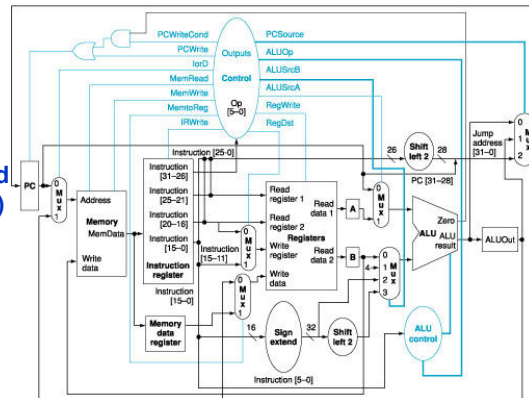 PCWriteCond
PCWrite
IorD
MemRead
MemWrite
MemtoReg
IRWrite
Outputs
Control
Op
[5–0]
PCSource
ALUOp
ALUSrcB
ALUSrcA
RegWrite
RegDst
PC
0
M
u
x
1
Address
Memory
MemData
Write
data
Instruction [25-0]
Instruction
[31–26]
Instruction
[25–21]
Instruction
[20–16]
Instruction
[15–0]
Instruction
register
Instruction
[15–0]
Memory
data
register
Instruction
[15–11]
0
M
u
x
1
0
M
u
x
1
Read
register 1
Read
register 2
Registers
Write
register
Write
data
Read
data 1
Read
data 2
A
B
4
0
M
u
x
1
0
1 M
u
2 x
3
16
Sign
extend
32
Shift
left 2
26
Shift
left 2
28
Jump
address
[31-0]
PC [31–28]
Zero
ALU
ALU
result
ALUOut
0
M
1 u
x
2
ALU
control
Instruction [5–0]
d
)